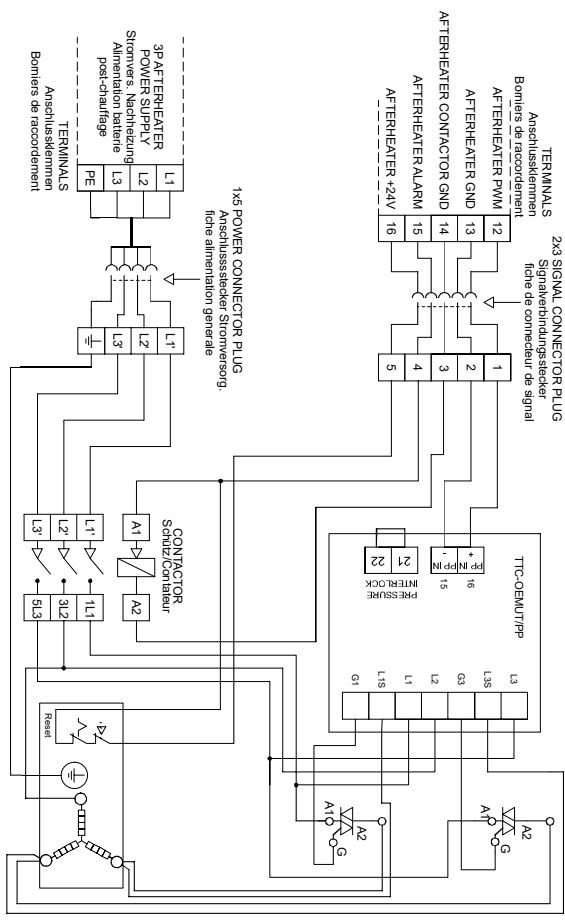 TERMINALS
Anschlussklemmen
Borniers de raccordement
AFTERHEATER PWM
AFTERHEATER GND
AFTERHEATER CONTACTOR GND
AFTERHEATER ALARM
AFTERHEATER +24V
12
13
14
15
16
2x3 SIGNAL CONNECTOR PLUG
Signalverbindungsstecker
fiche de connecteur de signal
1
2
3
4
5
3P AFTERHEATER
POWER SUPPLY
Stromvers. Nachheizung
Alimentation batterie
post-chauffage
L1
L2
L3
PE
TERMINALS
Anschlussklemmen
Borniers de raccordement
1x5 POWER CONNECTOR PLUG
Anschlussstecker Stromversorg.
fiche alimentation generale
L1'
L2'
L3'
TTC-OEMUT/PP
+ PP IN 16
- PP IN 15
21
22
PRESSURE
INTERLOCK
L3
L3S
G3
L2
L1
L1S
G1
CONTACTOR
Schütz/Contateur
A1
A2
L1'
L2'
L3'
1L1
3L2
5L3
A1
A2
G
A1
A2
G
Reset